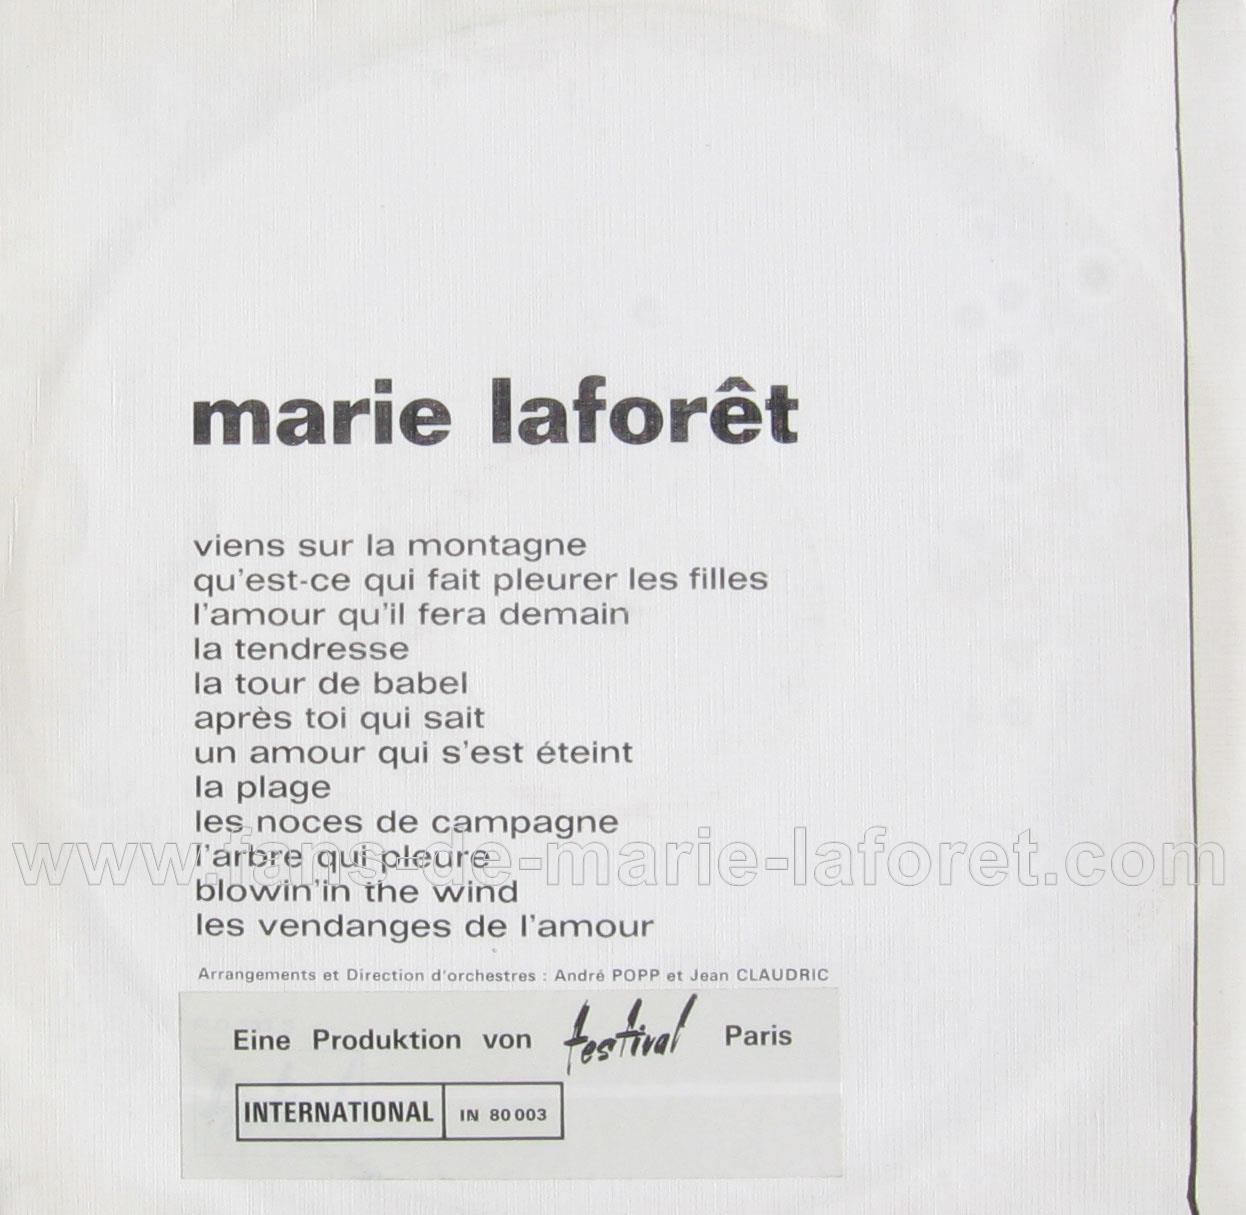 marie laforêt
viens sur la montagne
qu'est-ce qui fait pleurer les filles
l'amour qu'il fera demain
la tendresse
la tour de babel
après toi qui sait
un amour qui s'est éteint
la plage
les noces de campagne
www.fans-de-marie-laforet.com
l'arbre qui pleure
blowin'in the wind
les vendanges de l'amour
Arrangements et Direction d'orchestres : André POPP et Jean CLAUDRIC
Eine Produktion von festival Paris
INTERNATIONAL IN 80 003